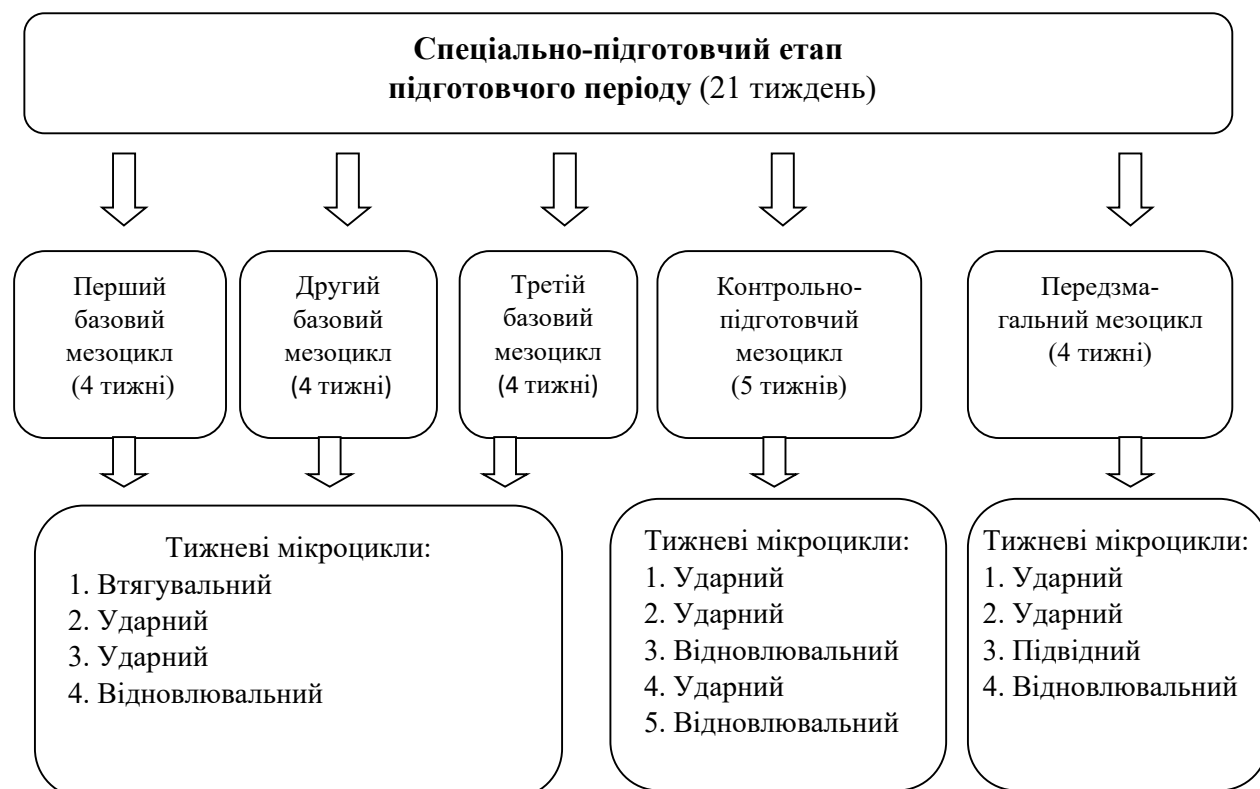 Спеціально-підготовчий етап
підготовчого періоду (21 тиждень)
Перший
базовий
мезоцикл
(4 тижні)
Другий
базовий
мезоцикл
(4 тижні)
Третій
базовий
мезоцикл
(4 тижні)
Контрольно-
підготовчий
мезоцикл
(5 тижнів)
Передзма-
гальний мезоцикл
(4 тижні)
Тижневі мікроцикли:
1. Втягувальний
2. Ударний
3. Ударний
4. Відновлювальний
Тижневі мікроцикли:
1. Ударний
2. Ударний
3. Відновлювальний
4. Ударний
5. Відновлювальний
Тижневі мікроцикли:
1. Ударний
2. Ударний
3. Підвідний
4. Відновлювальний